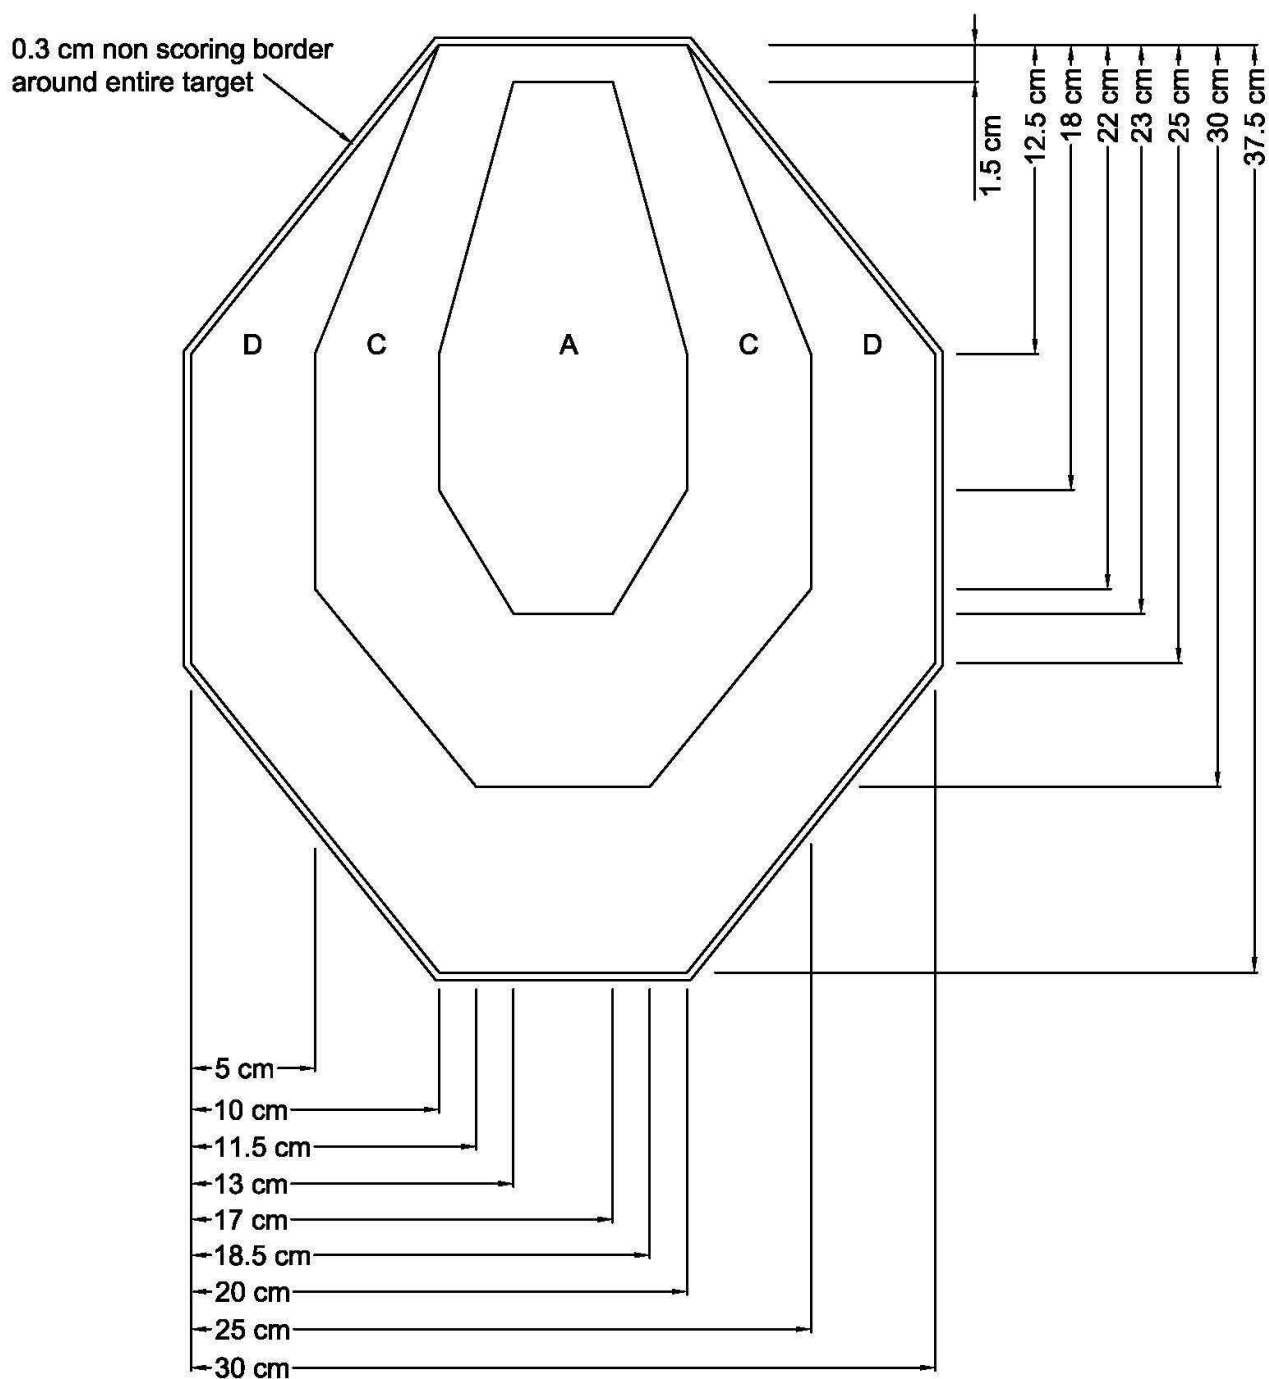 0.3 cm non scoring border
around entire target
1.5 cm
12.5 cm
18 cm
22 cm
23 cm
25 cm
30 cm
37.5 cm
D
C
A
C
D
5 cm
10 cm
11.5 cm
13 cm
17 cm
18.5 cm
20 cm
25 cm
30 cm